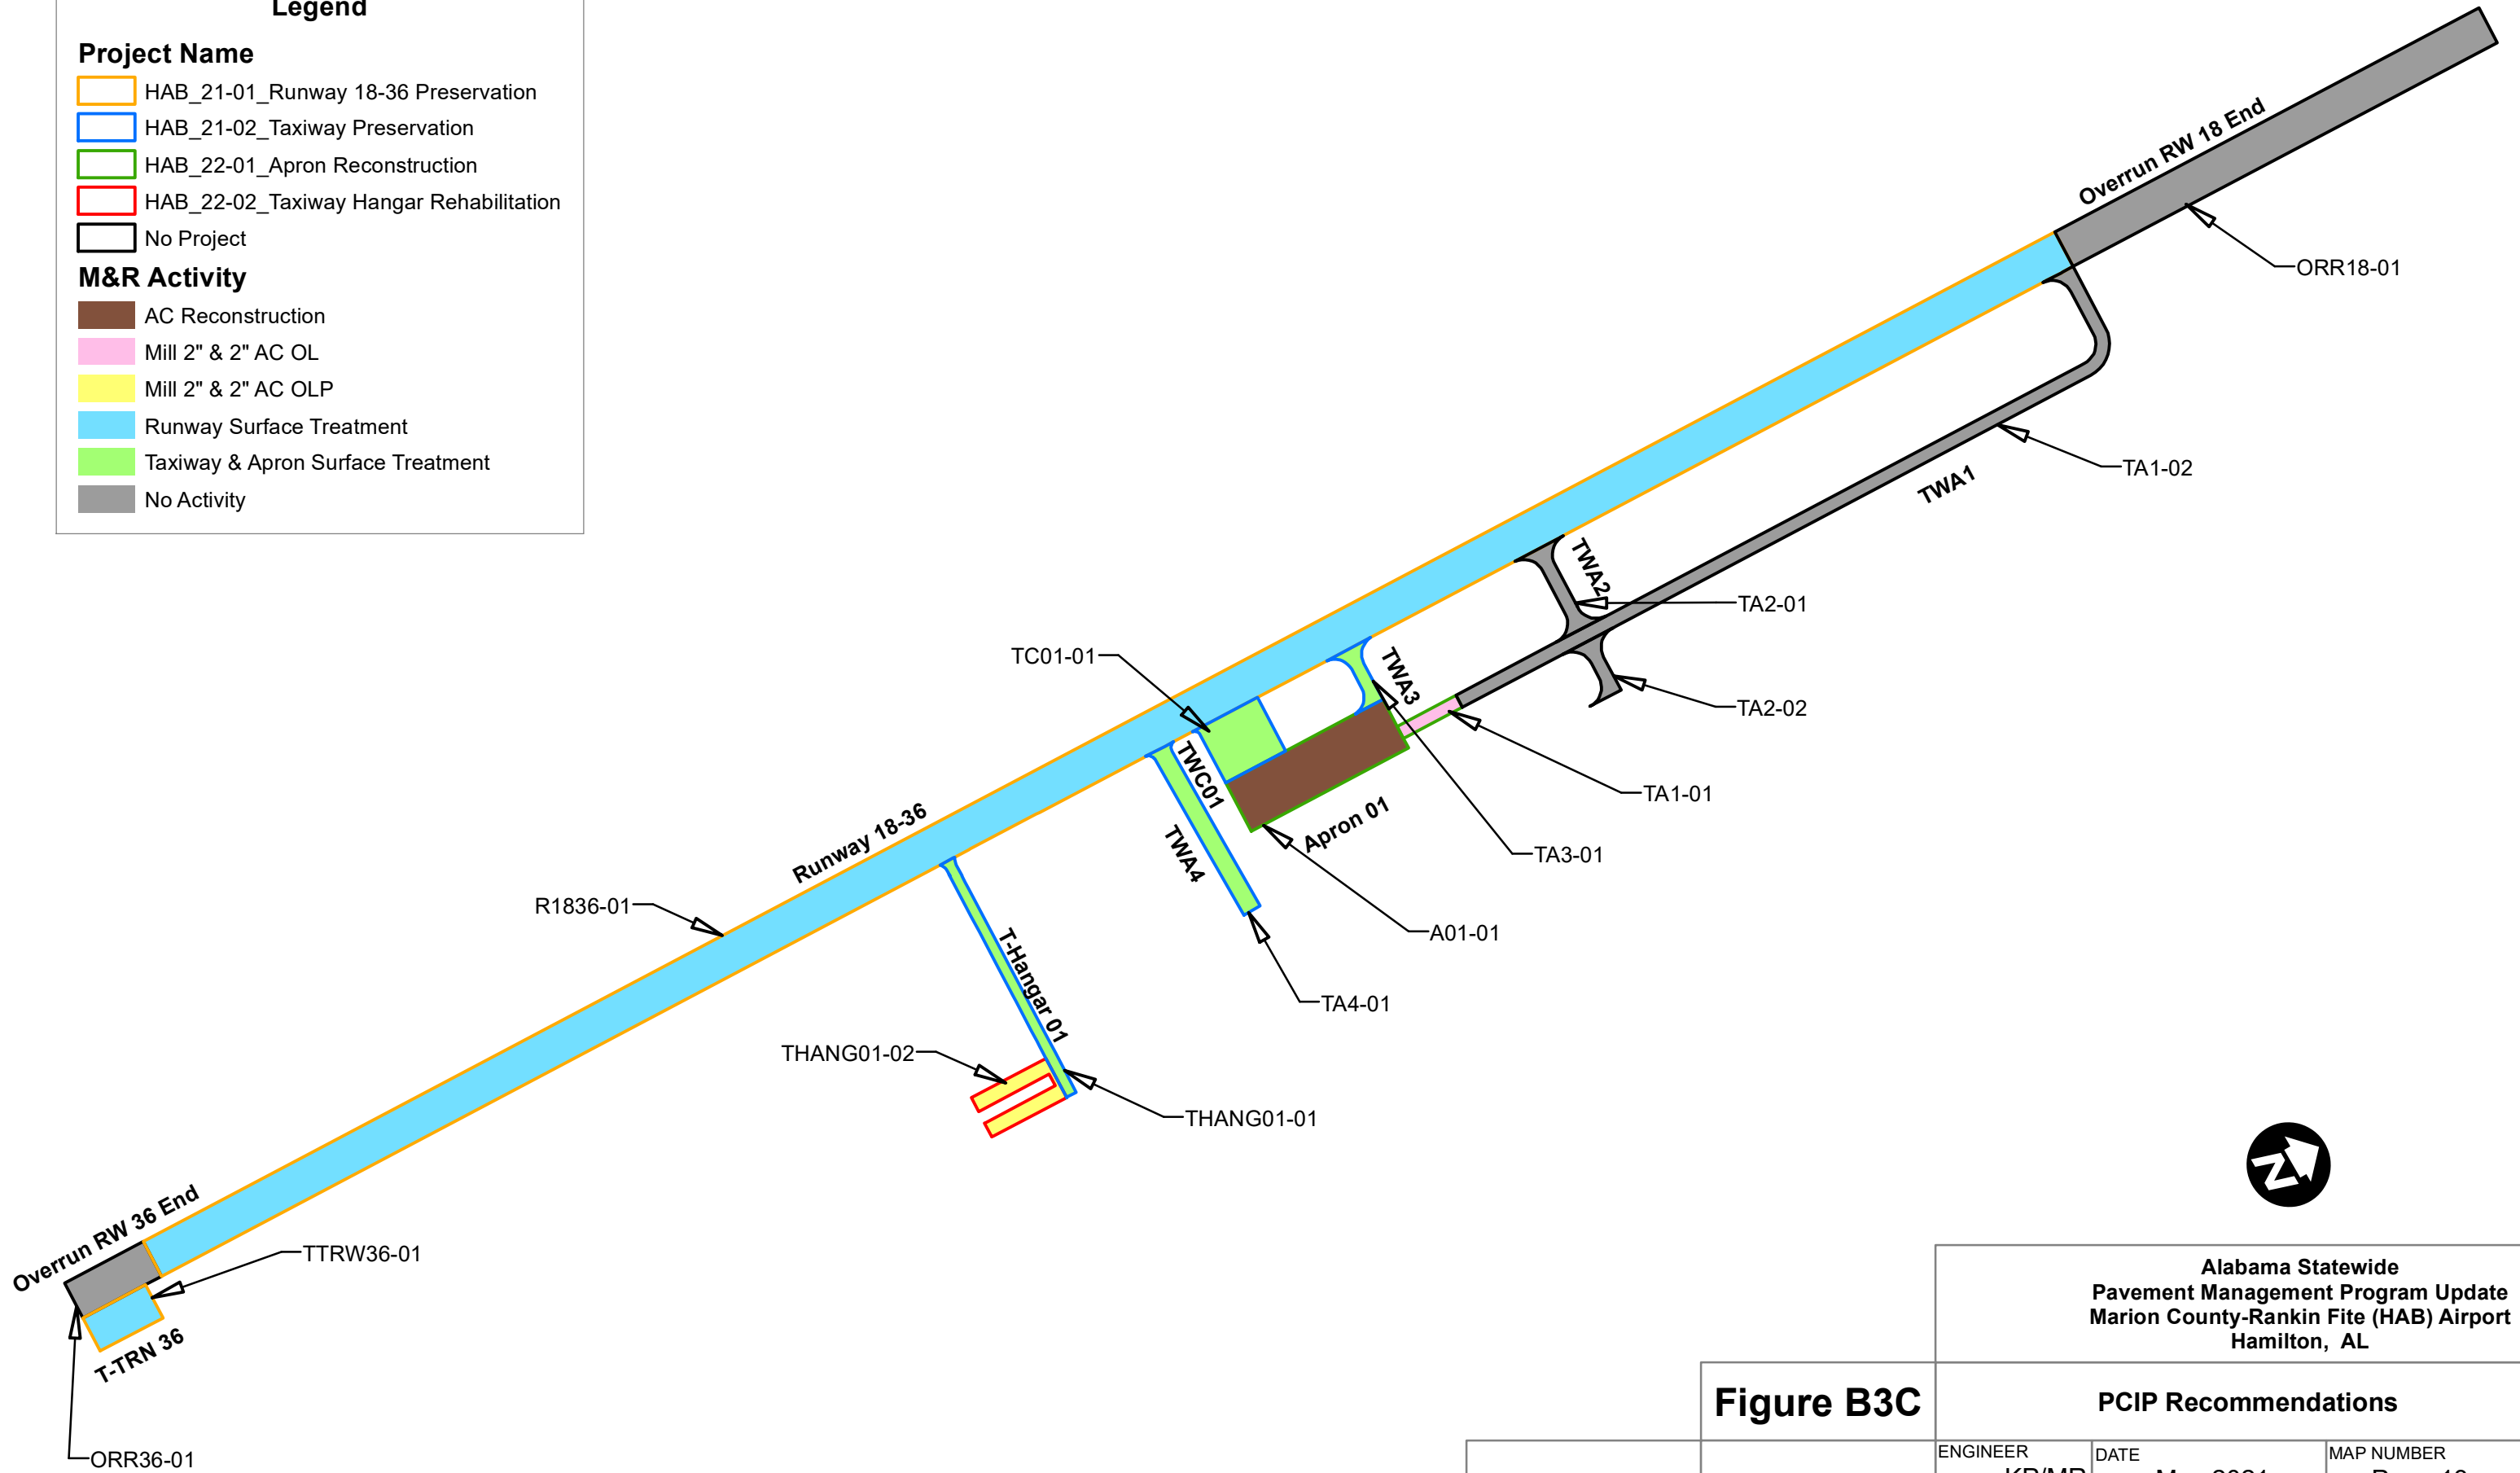 Legend
Project Name
HAB_21-01_Runway 18-36 Preservation
HAB_21-02_Taxiway Preservation
HAB_22-01_Apron Reconstruction
HAB_22-02_Taxiway Hangar Rehabilitation
No Project
M&R Activity
AC Reconstruction
Mill 2" & 2" AC OL
Mill 2" & 2" AC OLP
Runway Surface Treatment
Taxiway & Apron Surface Treatment
No Activity
Overrun RW 18 End
ORR18-01
TA1-02
TWA1
TWA2
TA2-01
TC01-01
TWA3
TA2-02
TWC01
TA1-01
Runway 18-36
Apron 01
TWA4
TA3-01
R1836-01
A01-01
T-Hangar 01
TA4-01
THANG01-02
THANG01-01
Overrun RW 36 End
TTRW36-01
T-TRN 36
ORR36-01
N
Alabama Statewide
Pavement Management Program Update
Marion County-Rankin Fite (HAB) Airport
Hamilton, AL
Figure B3C
PCIP Recommendations
ENGINEER
DATE
MAP NUMBER